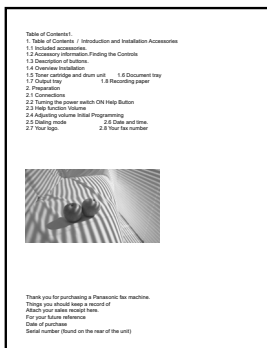 Table of Contents1.
1. Table of Contents / Introduction and Installation Accessories
1.1 Included accessories.
1.2 Accessory information.Finding the Controls
1.3 Description of buttons.
1.4 Overview Installation
1.5 Toner cartridge and drum unit 1.6 Document tray
1.7 Output tray 1.8 Recording paper
2. Preparation
2.1 Connections
2.2 Turning the power switch ON Help Button
2.3 Help function Volume
2.4 Adjusting volume Initial Programming
2.5 Dialing mode 2.6 Date and time.
2.7 Your logo. 2.8 Your fax number
Thank you for purchasing a Panasonic fax machine.
Things you should keep a record of
Attach your sales receipt here.
For your future reference
Date of purchase
Serial number (found on the rear of the unit)